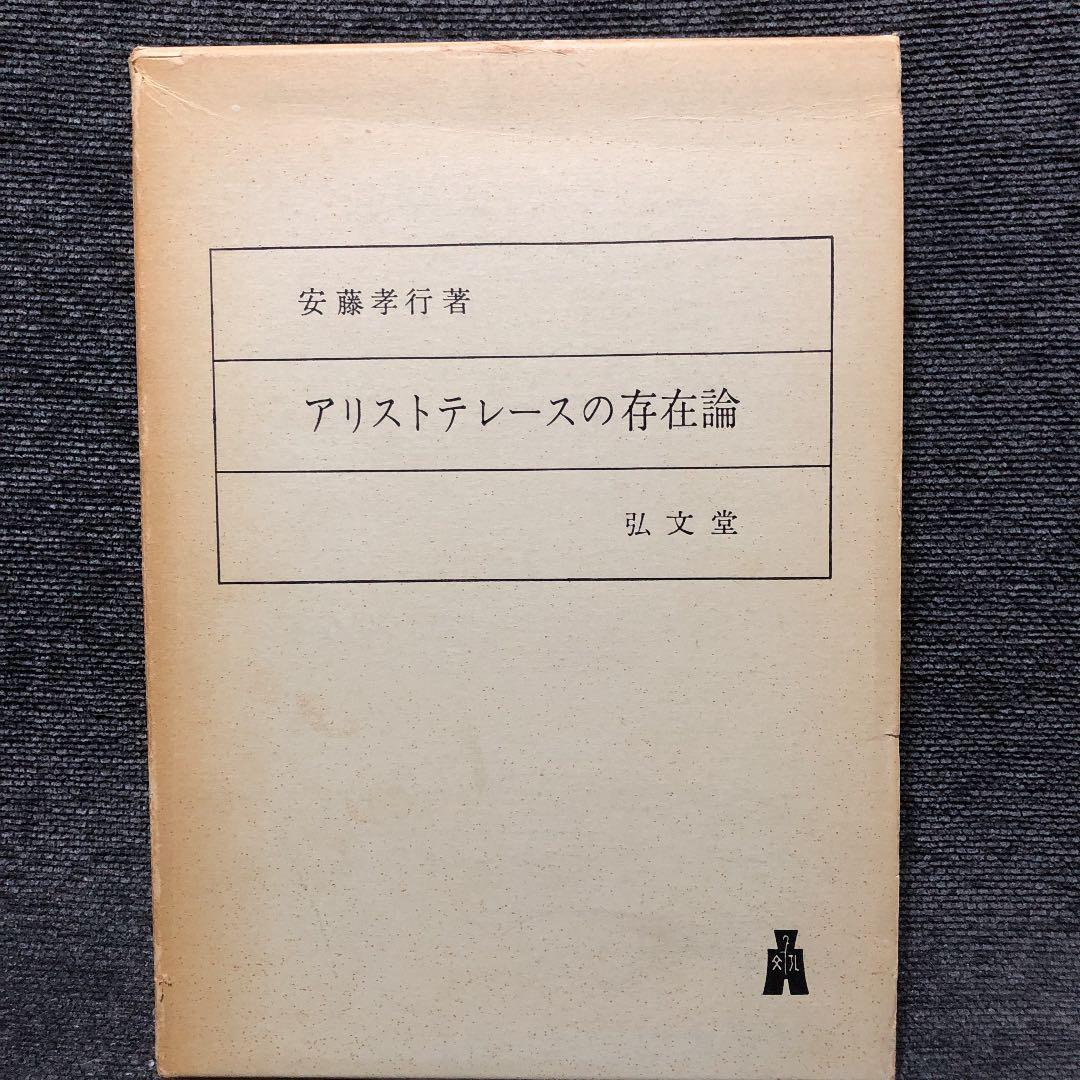 安藤孝行著
アリストテレースの存在論
弘文堂